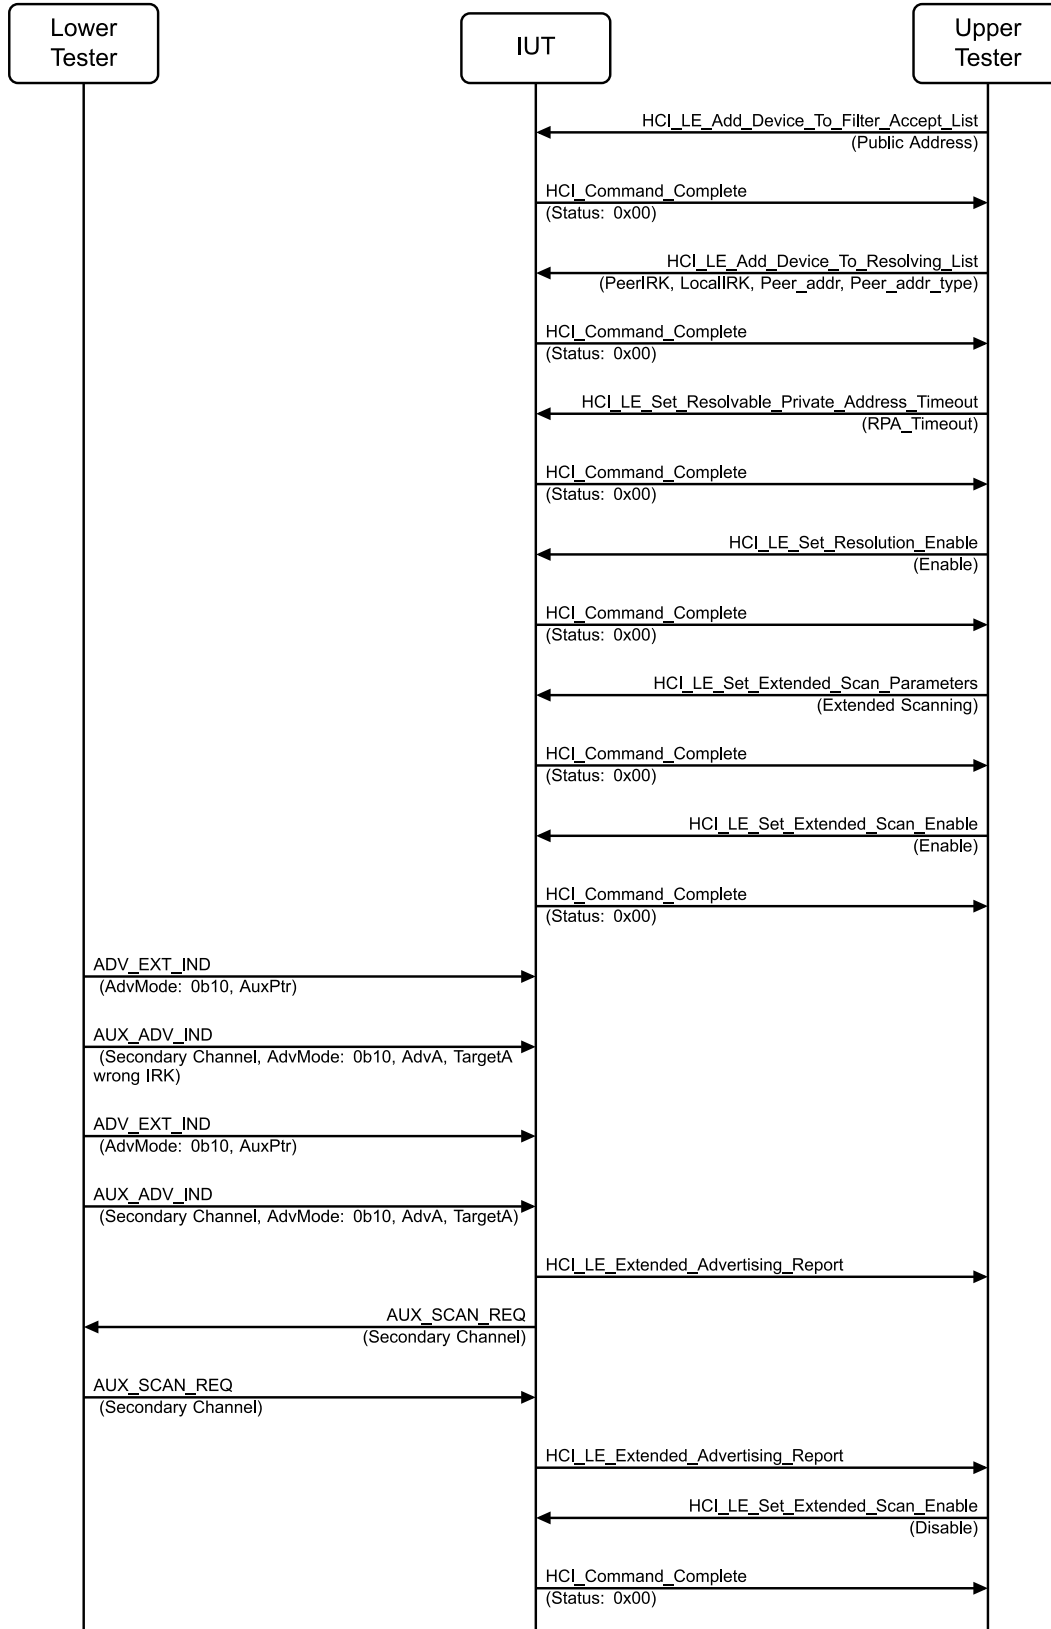 Lower
Tester
IUT
Upper
Tester
HCI_LE_Add_Device_To_Filter_Accept_List
(Public Address)
HCI_Command_Complete
(Status: 0x00)
HCI_LE_Add_Device_To_Resolving_List
(PeerIRK, LocalIRK, Peer_addr, Peer_addr_type)
HCI_Command_Complete
(Status: 0x00)
HCI_LE_Set_Resolvable_Private_Address_Timeout
(RPA_Timeout)
HCI_Command_Complete
(Status: 0x00)
HCI_LE_Set_Resolution_Enable
(Enable)
HCI_Command_Complete
(Status: 0x00)
HCI_LE_Set_Extended_Scan_Parameters
(Extended Scanning)
HCI_Command_Complete
(Status: 0x00)
HCI_LE_Set_Extended_Scan_Enable
(Enable)
HCI_Command_Complete
(Status: 0x00)
ADV_EXT_IND
(AdvMode: 0b10, AuxPtr)
AUX_ADV_IND
(Secondary Channel, AdvMode: 0b10, AdvA, TargetA
wrong IRK)
ADV_EXT_IND
(AdvMode: 0b10, AuxPtr)
AUX_ADV_IND
(Secondary Channel, AdvMode: 0b10, AdvA, TargetA)
HCI_LE_Extended_Advertising_Report
AUX_SCAN_REQ
(Secondary Channel)
AUX_SCAN_REQ
(Secondary Channel)
HCI_LE_Extended_Advertising_Report
HCI_LE_Set_Extended_Scan_Enable
(Disable)
HCI_Command_Complete
(Status: 0x00)